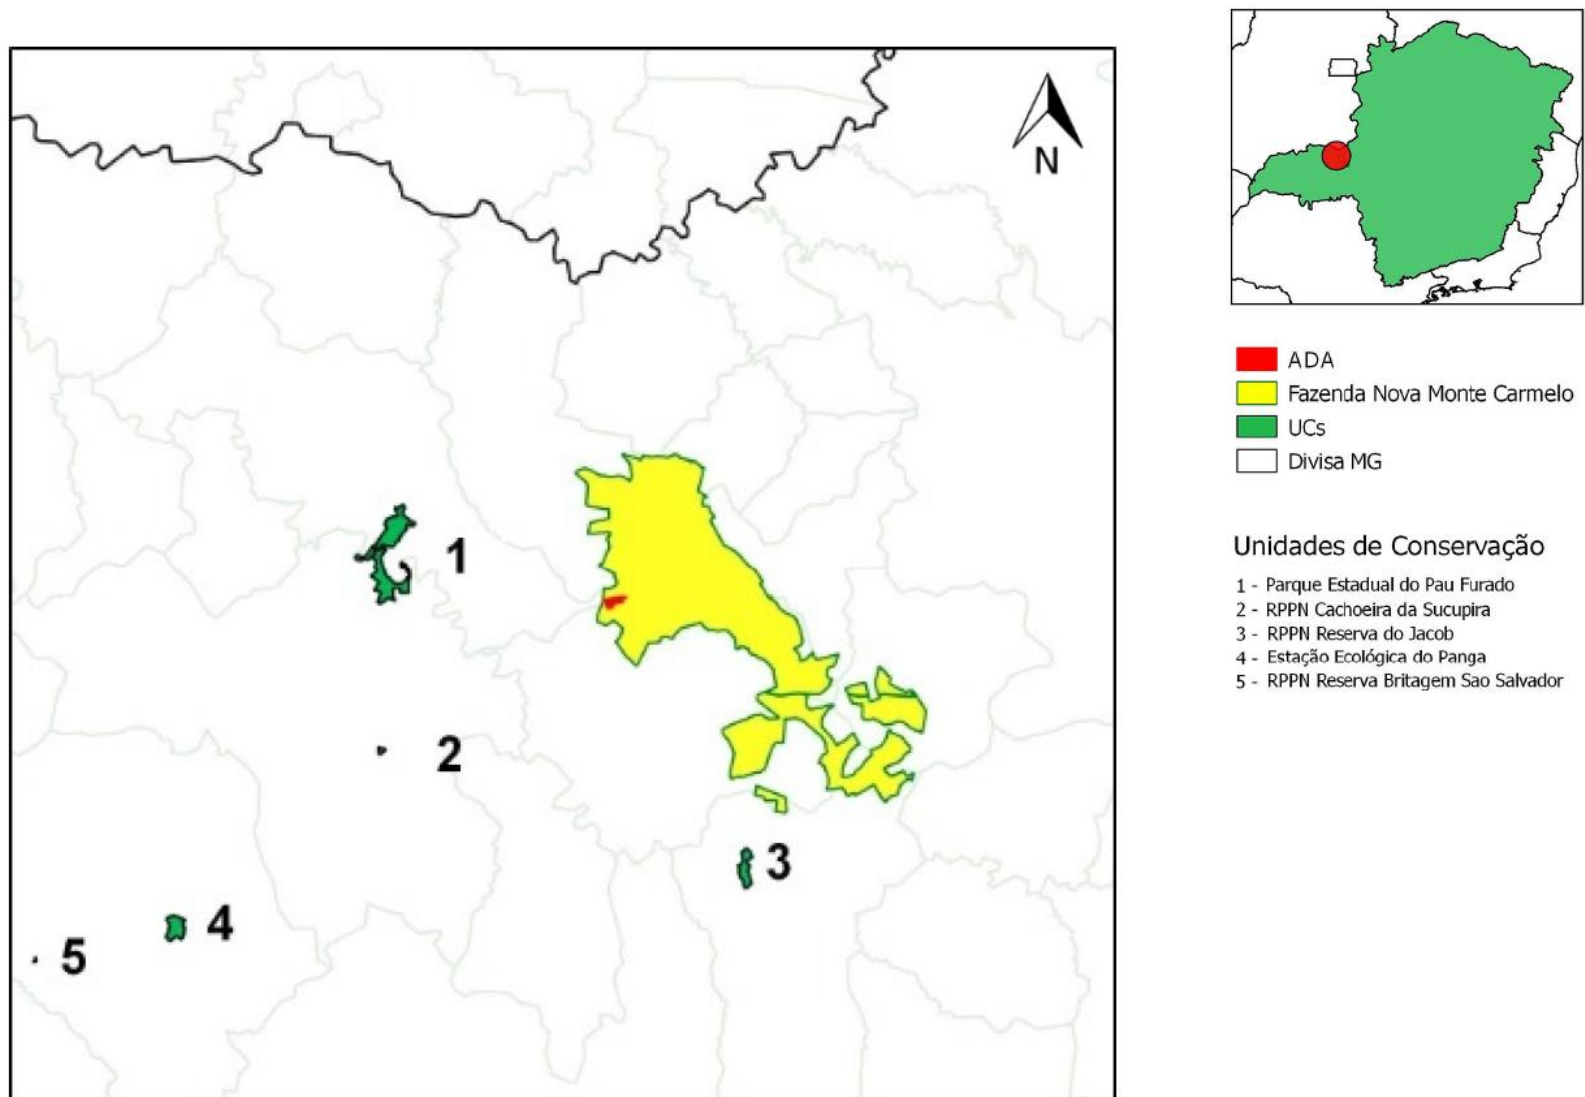 N
1
2
3
4
5
ADA
Fazenda Nova Monte Carmelo
UCs
Divisa MG
Unidades de Conservação
1 - Parque Estadual do Pau Furado
2 - RPPN Cachoeira da Sucupira
3 - RPPN Reserva do Jacob
4 - Estação Ecológica do Panga
5 - RPPN Reserva Britagem Sao Salvador